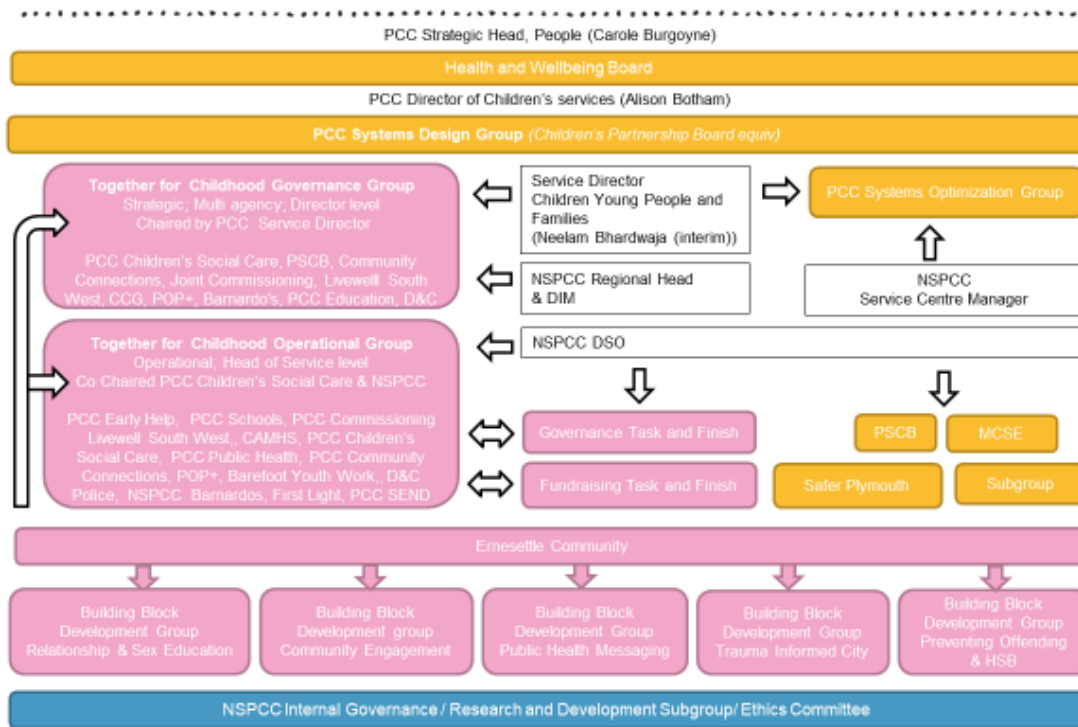 PCC Strategic Head, People (Carole Burgoyne)
Health and Wellbeing Board
PCC Director of Children's services (Alison Botham)
PCC Systems Design Group (Children's Partnership Board equiv)
Together for Childhood Governance Group
Strategic; Multi agency; Director level
Chaired by PCC Service Director
PCC Children's Social Care, PSCB, Community
Connections, Joint Commissioning, Livewell South
West, CCG, POP+, Barnardo's, PCC Education, D&C
Service Director
Children Young People and
Families
(Neelam Bhardwaja (interim))
PCC Systems Optimization Group
NSPCC Regional Head
& DIM
NSPCC
Service Centre Manager
Together for Childhood Operational Group
Operational; Head of Service level
Co Chaired PCC Children's Social Care & NSPCC
PCC Early Help, PCC Schools, PCC Commissioning
Livewell South West,, CAMHS, PCC Children's
Social Care, PCC Public Health, PCC Community
Connections, POP+, Barefoot Youth Work,, D&C
Police, NSPCC Barnardos, First Light, PCC SEND
NSPCC DSO
Governance Task and Finish
Fundraising Task and Finish
PSCB
MCSE
Safer Plymouth
Subgroup
Ernesettle Community
Building Block
Development Group
Relationship & Sex Education
Building Block
Development group
Community Engagement
Building Block
Development Group
Public Health Messaging
Building Block
Development Group
Trauma Informed City
Building Block
Development Group
Preventing Offending
& HSB
NSPCC Internal Governance / Research and Development Subgroup/ Ethics Committee